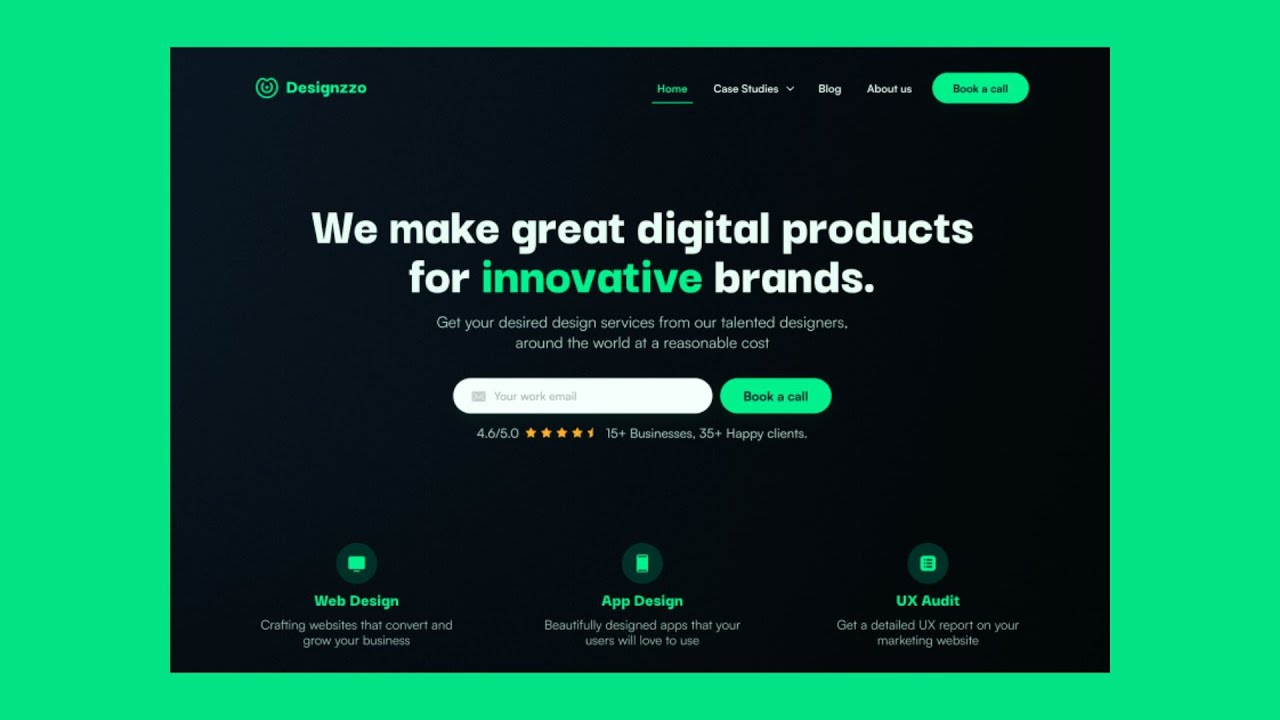 Designzzo
Home Case Studies Blog About us Book a call
We make great digital products
for innovative brands.
Get your desired design services from our talented designers,
around the world at a reasonable cost
Your work email Book a call
4.6/5.0 15+ Businesses, 35+ Happy clients.
Web Design
Crafting websites that convert and
grow your business
App Design
Beautifully designed apps that your
users will love to use
UX Audit
Get a detailed UX report on your
marketing website